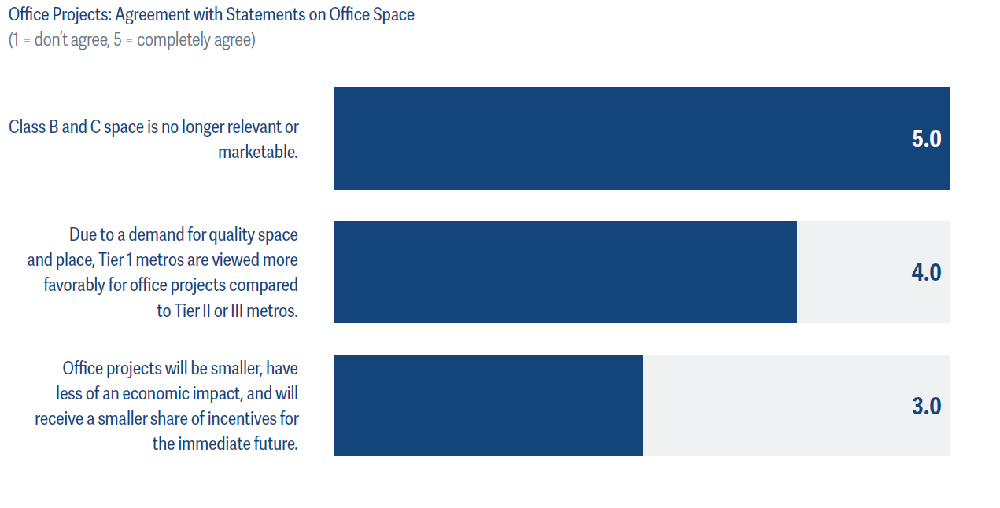 Office Projects: Agreement with Statements on Office Space
(1 = don't agree, 5 = completely agree)
Class B and C space is no longer relevant or
marketable.
5.0
Due to a demand for quality space
and place, Tier 1 metros are viewed more
favorably for office projects compared
to Tier II or III metros.
4.0
Office projects will be smaller, have
less of an economic impact, and will
receive a smaller share of incentives for
the immediate future.
3.0